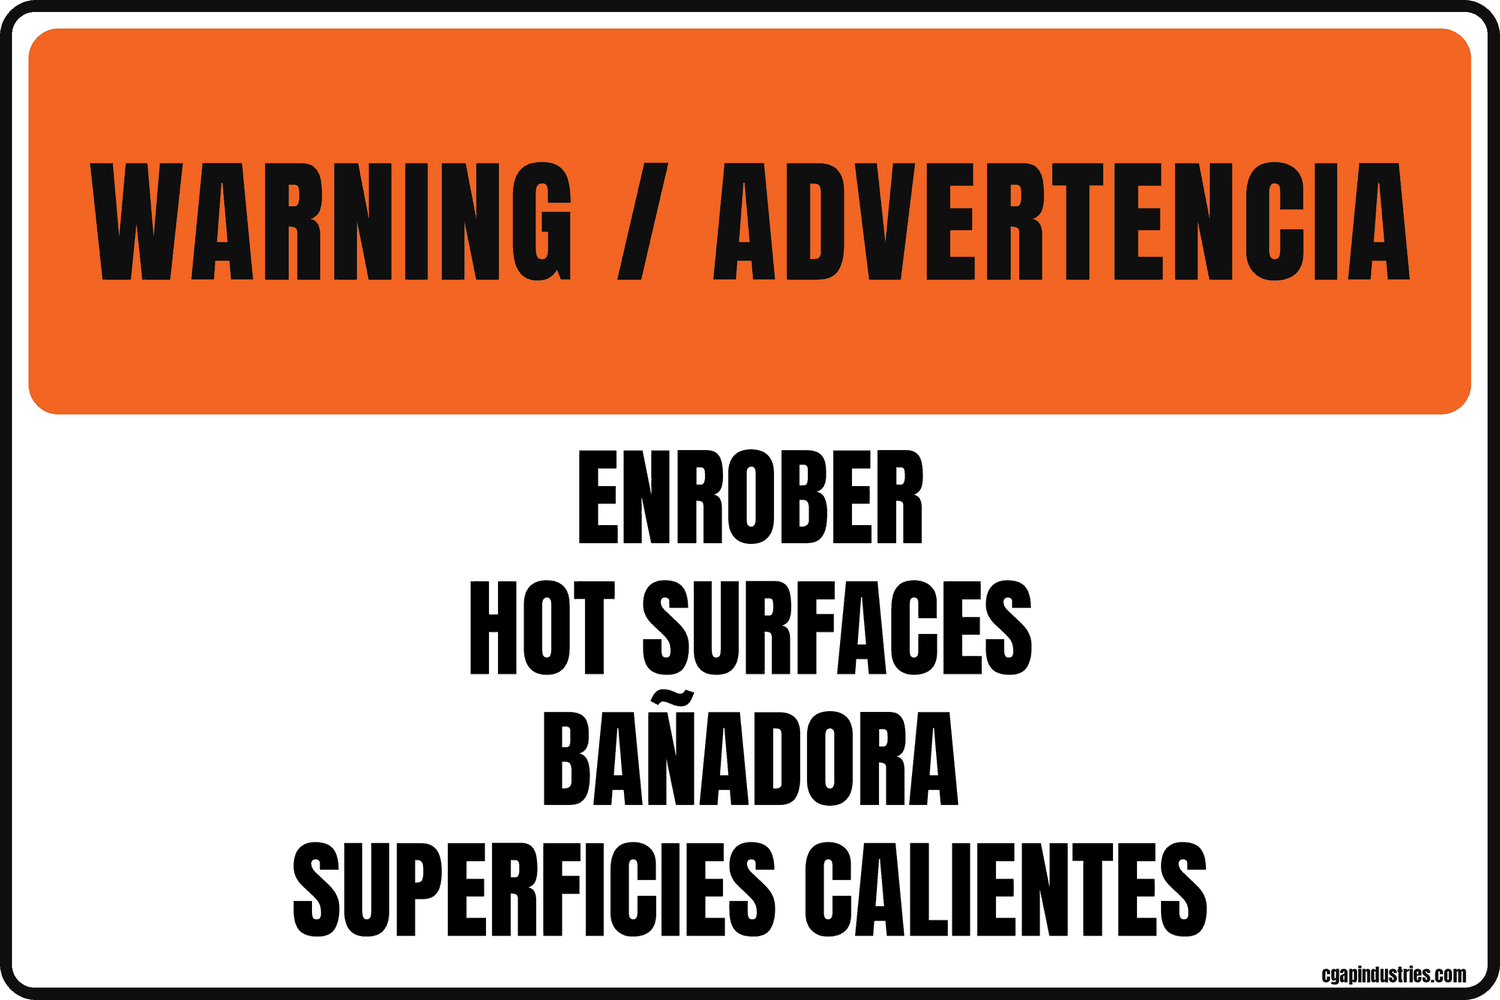 WARNING / ADVERTENCIA
ENROBER
HOT SURFACES
BAÑADORA
SUPERFICIES CALIENTES
cgapindustries.com